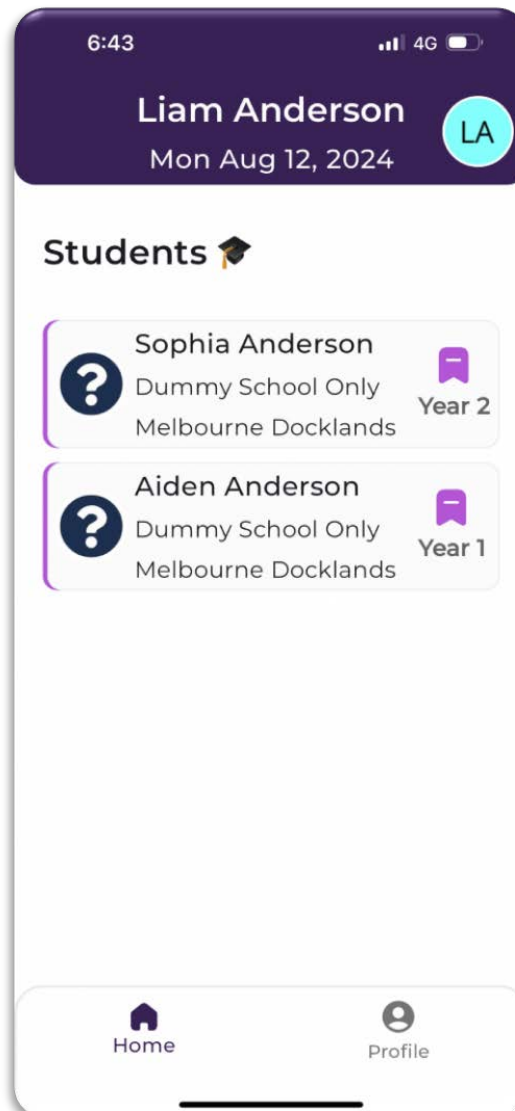 6:43
4G
Liam Anderson
LA
Mon Aug 12, 2024
Students 🎓
Sophia Anderson
Dummy School Only
Melbourne Docklands
Year 2
Aiden Anderson
Dummy School Only
Melbourne Docklands
Year 1
Home
Profile